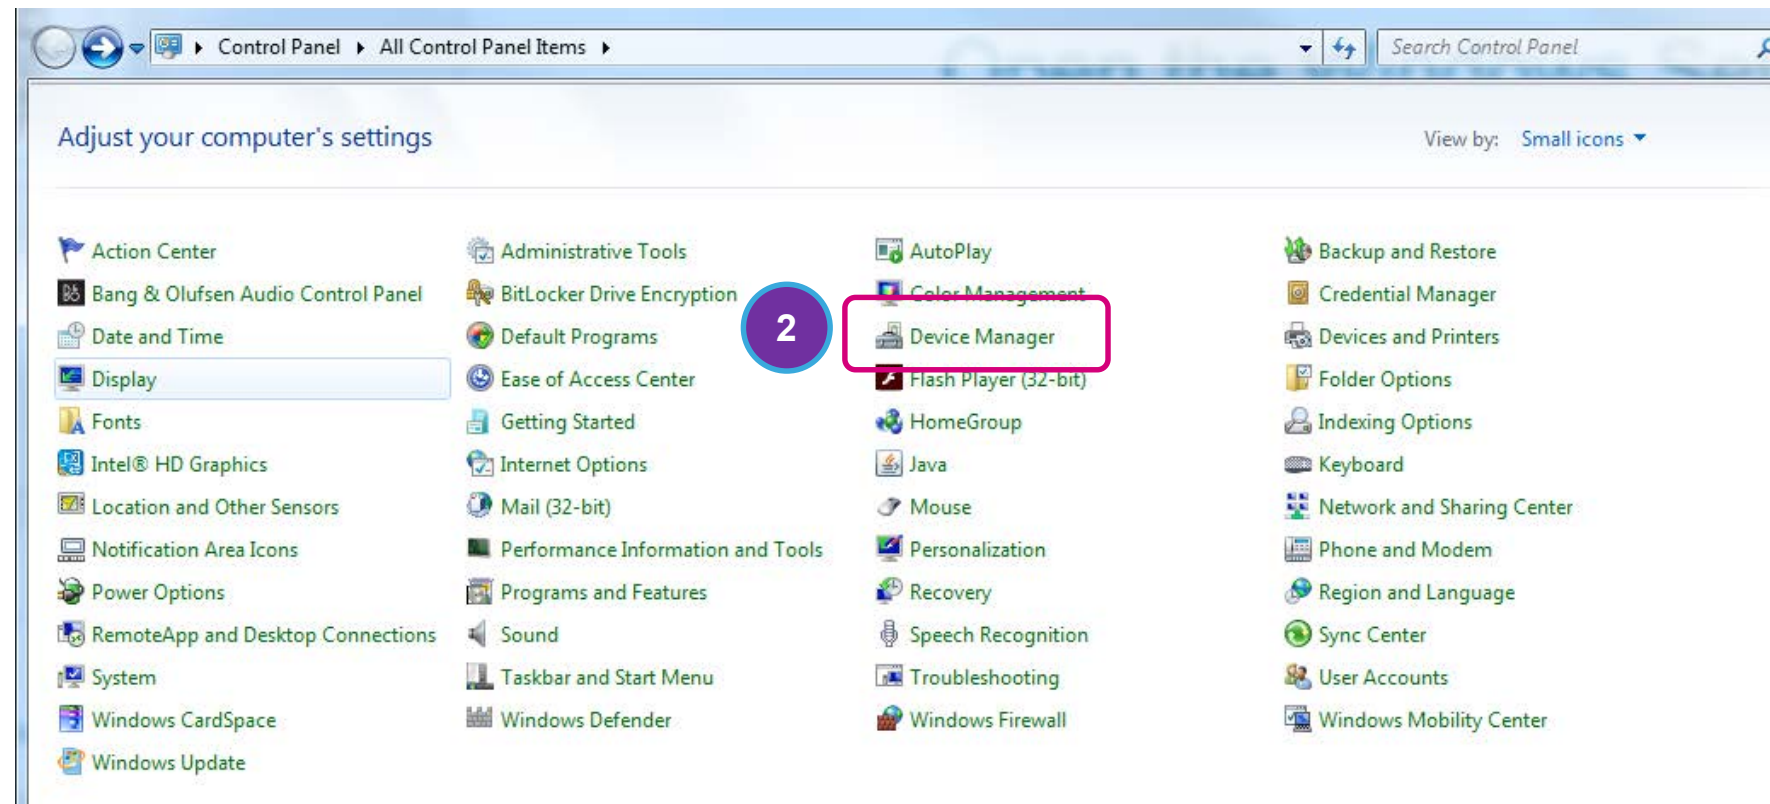 Control Panel All Control Panel Items Search Control Panel
Open the Windows Se
Adjust your computer's settings View by: Small icons
Action Center Administrative Tools AutoPlay Backup and Restore
Bang & Olufsen Audio Control Panel BitLocker Drive Encryption Color Management Credential Manager
Date and Time Default Programs 2 Device Manager Devices and Printers
Display Ease of Access Center Flash Player (32-bit) Folder Options
Fonts Getting Started HomeGroup Indexing Options
Intel® HD Graphics Internet Options Java Keyboard
Location and Other Sensors Mail (32-bit) Mouse Network and Sharing Center
Notification Area Icons Performance Information and Tools Personalization Phone and Modem
Power Options Programs and Features Recovery Region and Language
RemoteApp and Desktop Connections Sound Speech Recognition Sync Center
System Taskbar and Start Menu Troubleshooting User Accounts
Windows CardSpace Windows Defender Windows Firewall Windows Mobility Center
Windows Update